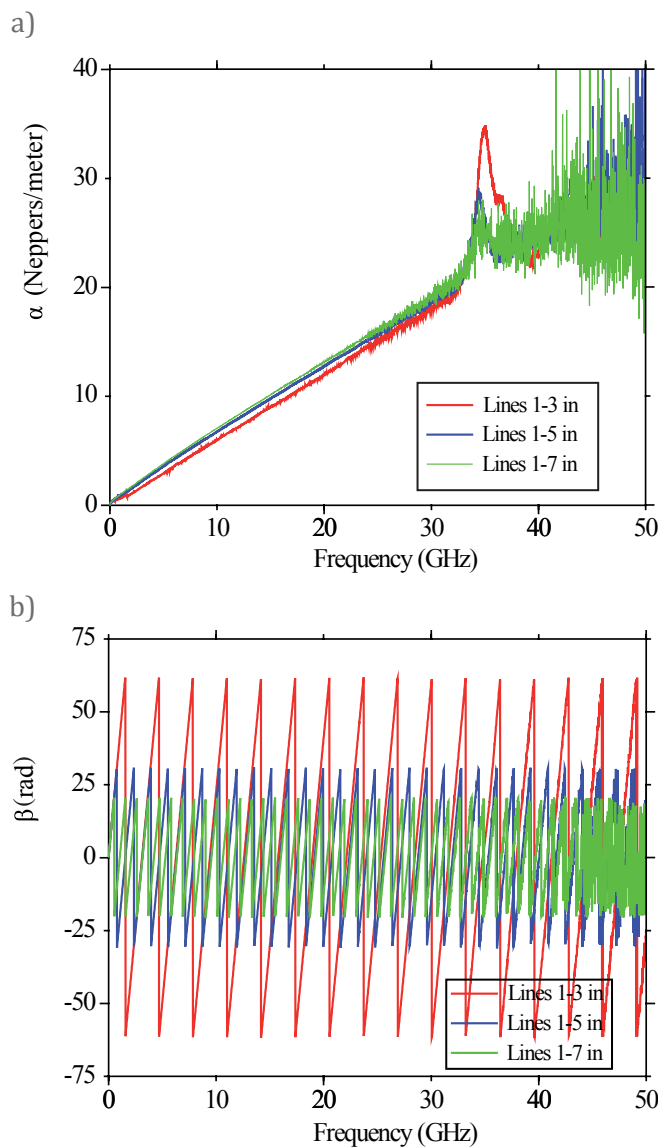 a)
40
30
20
10
0
α (Neppers/meter)
Lines 1-3 in
Lines 1-5 in
Lines 1-7 in
0 10 20 30 40 50
Frequency (GHz)
b)
75
50
25
0
-25
-50
-75
β (rad)
Lines 1-3 in
Lines 1-5 in
Lines 1-7 in
0 10 20 30 40 50
Frequency (GHz)